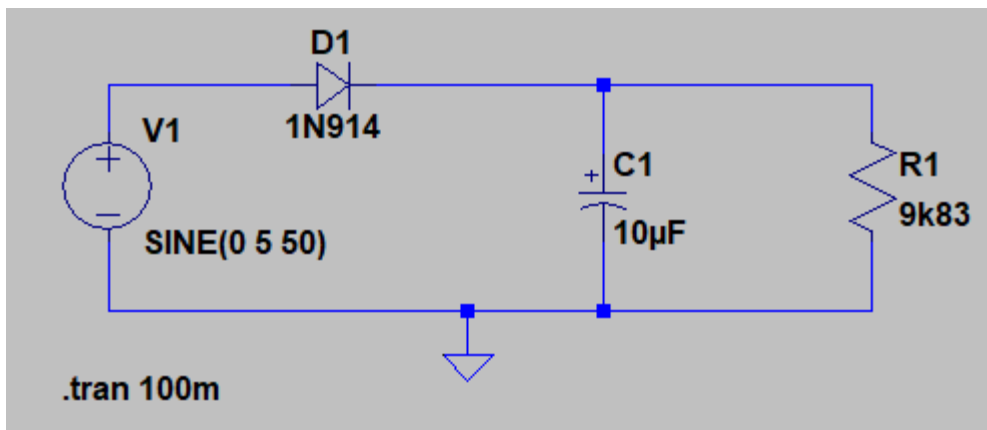 D1
1N914
V1
SINE(0 5 50)
+
C1
10µF
R1
9k83
.tran 100m